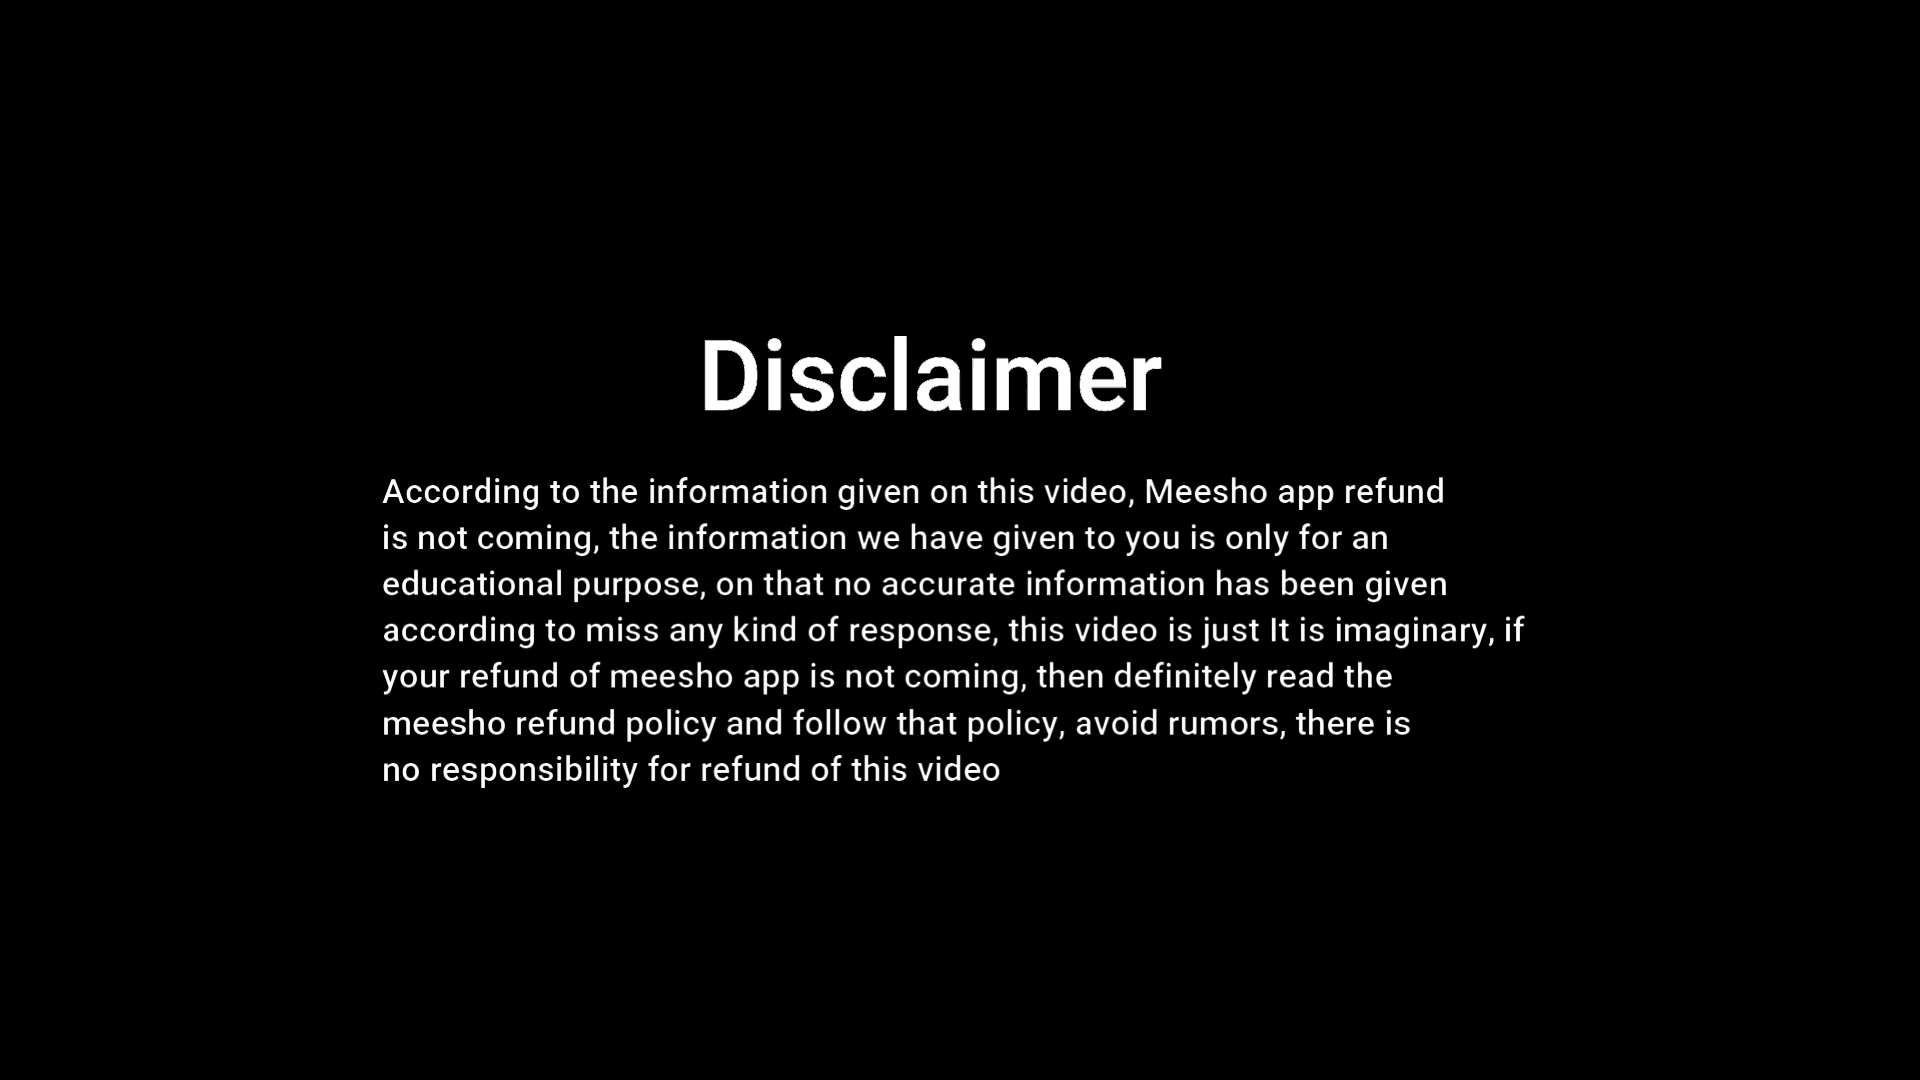 Disclaimer
According to the information given on this video, Meesho app refund
is not coming, the information we have given to you is only for an
educational purpose, on that no accurate information has been given
according to miss any kind of response, this video is just It is imaginary, if
your refund of meesho app is not coming, then definitely read the
meesho refund policy and follow that policy, avoid rumors, there is
no responsibility for refund of this video